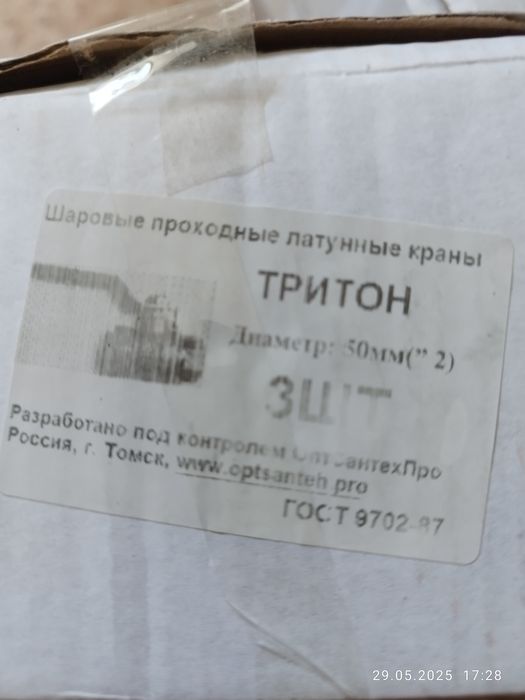 Шаровые проходные латунные краны
ТРИТОН
Диаметр: 50мм(" 2)
3ШТ
Разработано под контролем ОптСантехПро
Россия, г. Томск, www.optsanteh.pro
ГОСТ 9702-87
29.05.2025 17:28